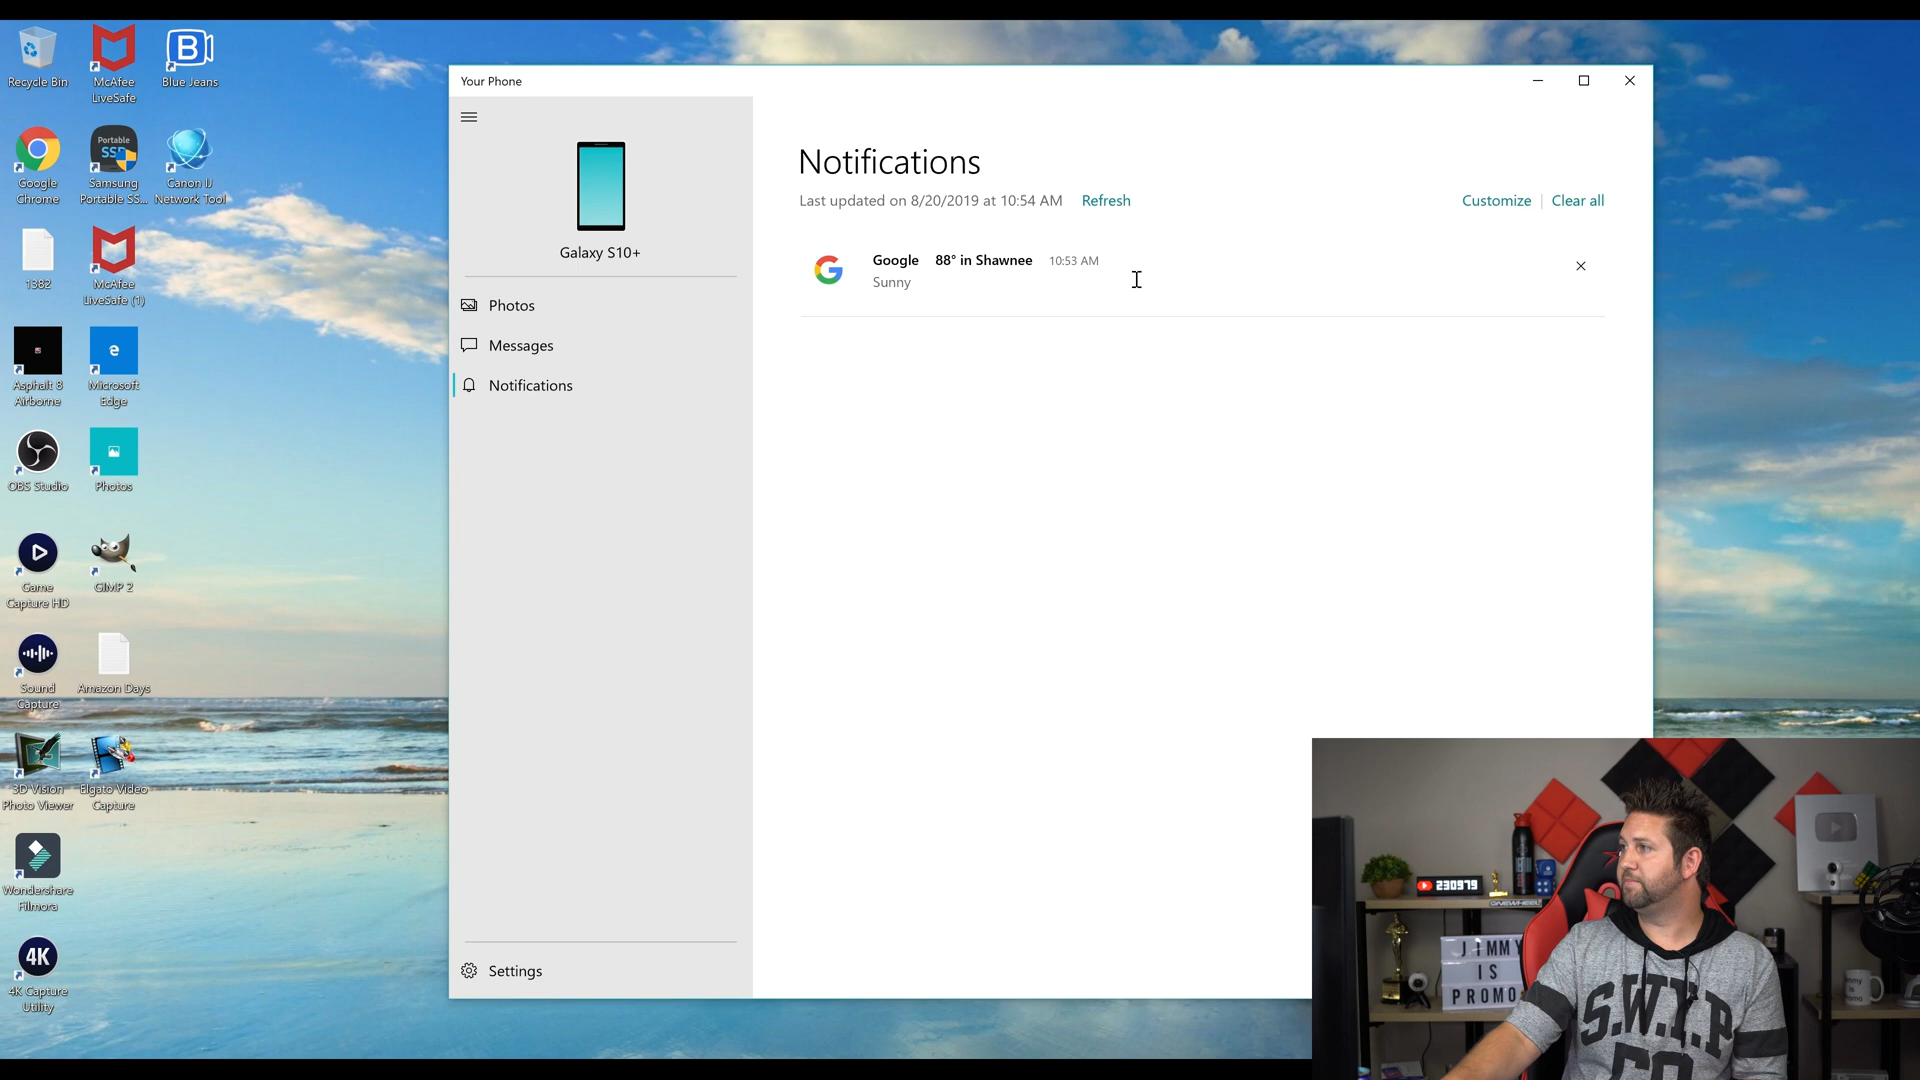 Recycle Bin
McAfee
LiveSafe
Blue Jeans
Google
Chrome
Portable
SSD
Samsung
Portable SS...
Canon IJ
Network Tool
1382
McAfee
LiveSafe (1)
Asphalt 8
Airborne
Microsoft
Edge
OBS Studio
Photos
Game
Capture HD
GIMP 2
Sound
Capture
Amazon Days
3D Vision
Photo Viewer
Elgato Video
Capture
Wondershare
Filmora
4K
4K Capture
Utility
Your Phone
Galaxy S10+
Photos
Messages
Notifications
Settings
Notifications
Last updated on 8/20/2019 at 10:54 AM Refresh
Customize | Clear all
Google 88° in Shawnee 10:53 AM
Sunny
230979
JIMMY
IS
PROMO
S.W.I.P